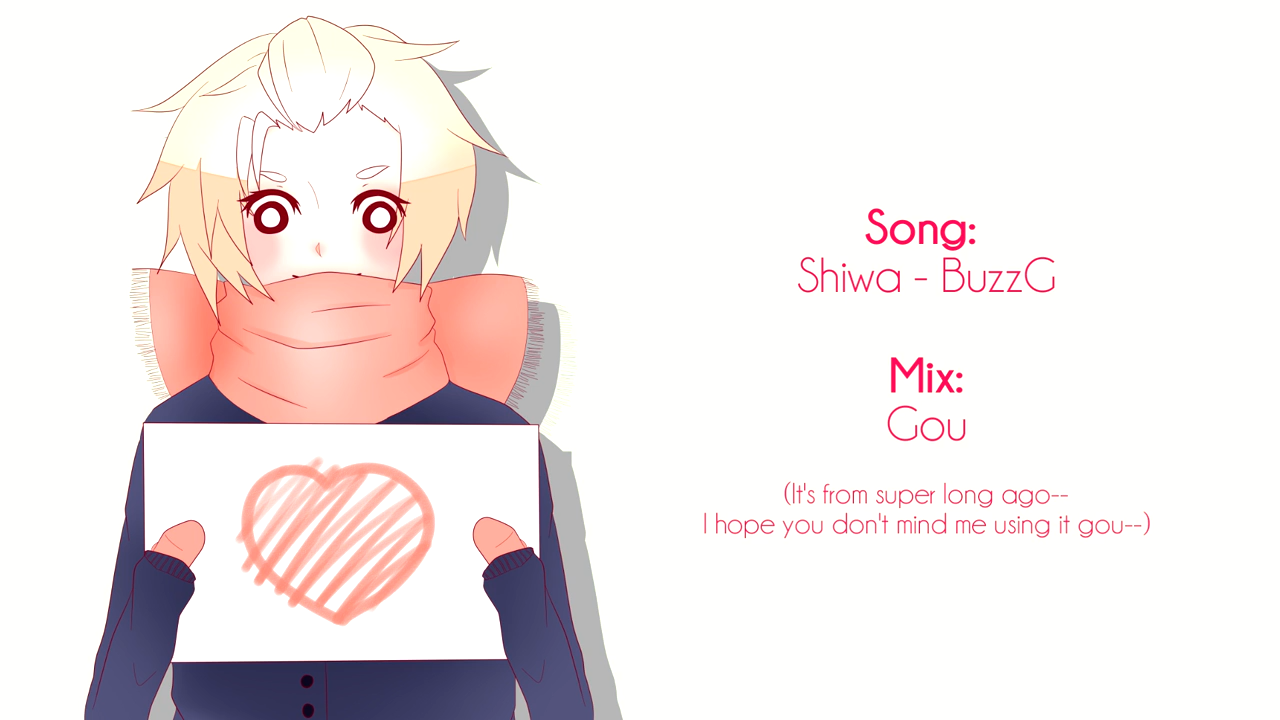 Song:
Shiwa - BuzzG
Mix:
Gou
(It's from super long ago--
I hope you don't mind me using it gou--)